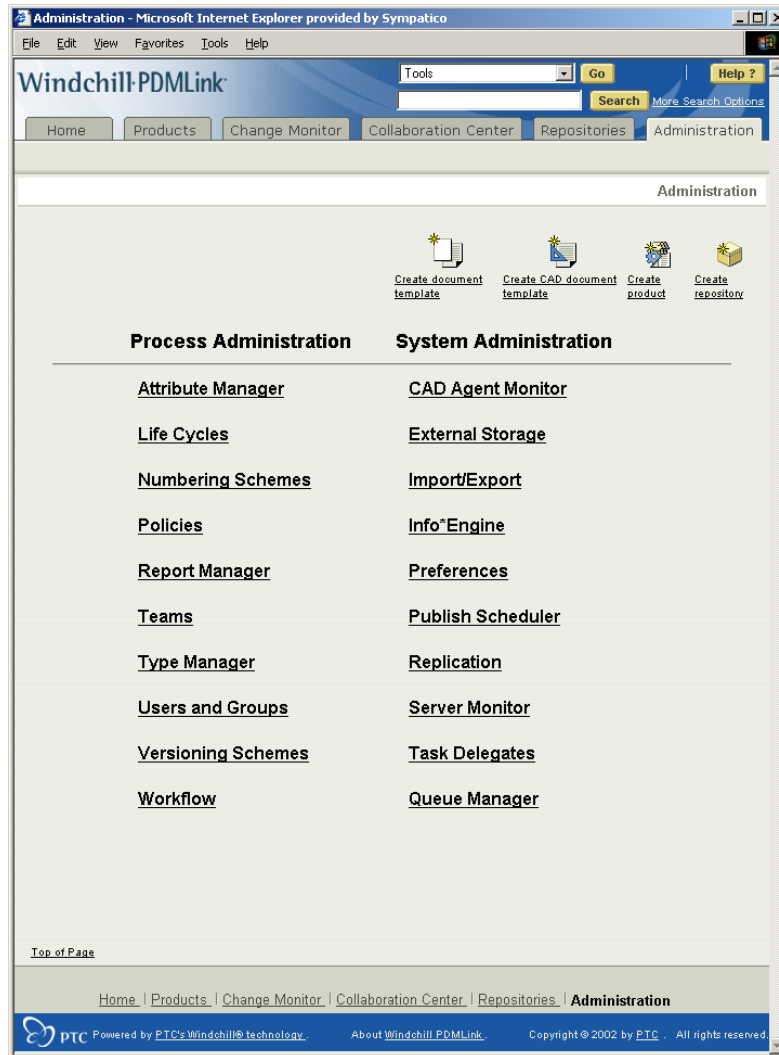 Administration - Microsoft Internet Explorer provided by Sympatico
File Edit View Favorites Tools Help
Windchill PDMLink
Tools Go Help ?
Search More Search Options
Home Products Change Monitor Collaboration Center Repositories Administration
Administration
Create document template
Create CAD document template
Create product
Create repository
Process Administration System Administration
Attribute Manager CAD Agent Monitor
Life Cycles External Storage
Numbering Schemes Import/Export
Policies Info*Engine
Report Manager Preferences
Teams Publish Scheduler
Type Manager Replication
Users and Groups Server Monitor
Versioning Schemes Task Delegates
Workflow Queue Manager
Top of Page
Home | Products | Change Monitor | Collaboration Center | Repositories | Administration
PTC Powered by PTC's Windchill® technology . About Windchill PDMLink . Copyright © 2002 by PTC . All rights reserved.